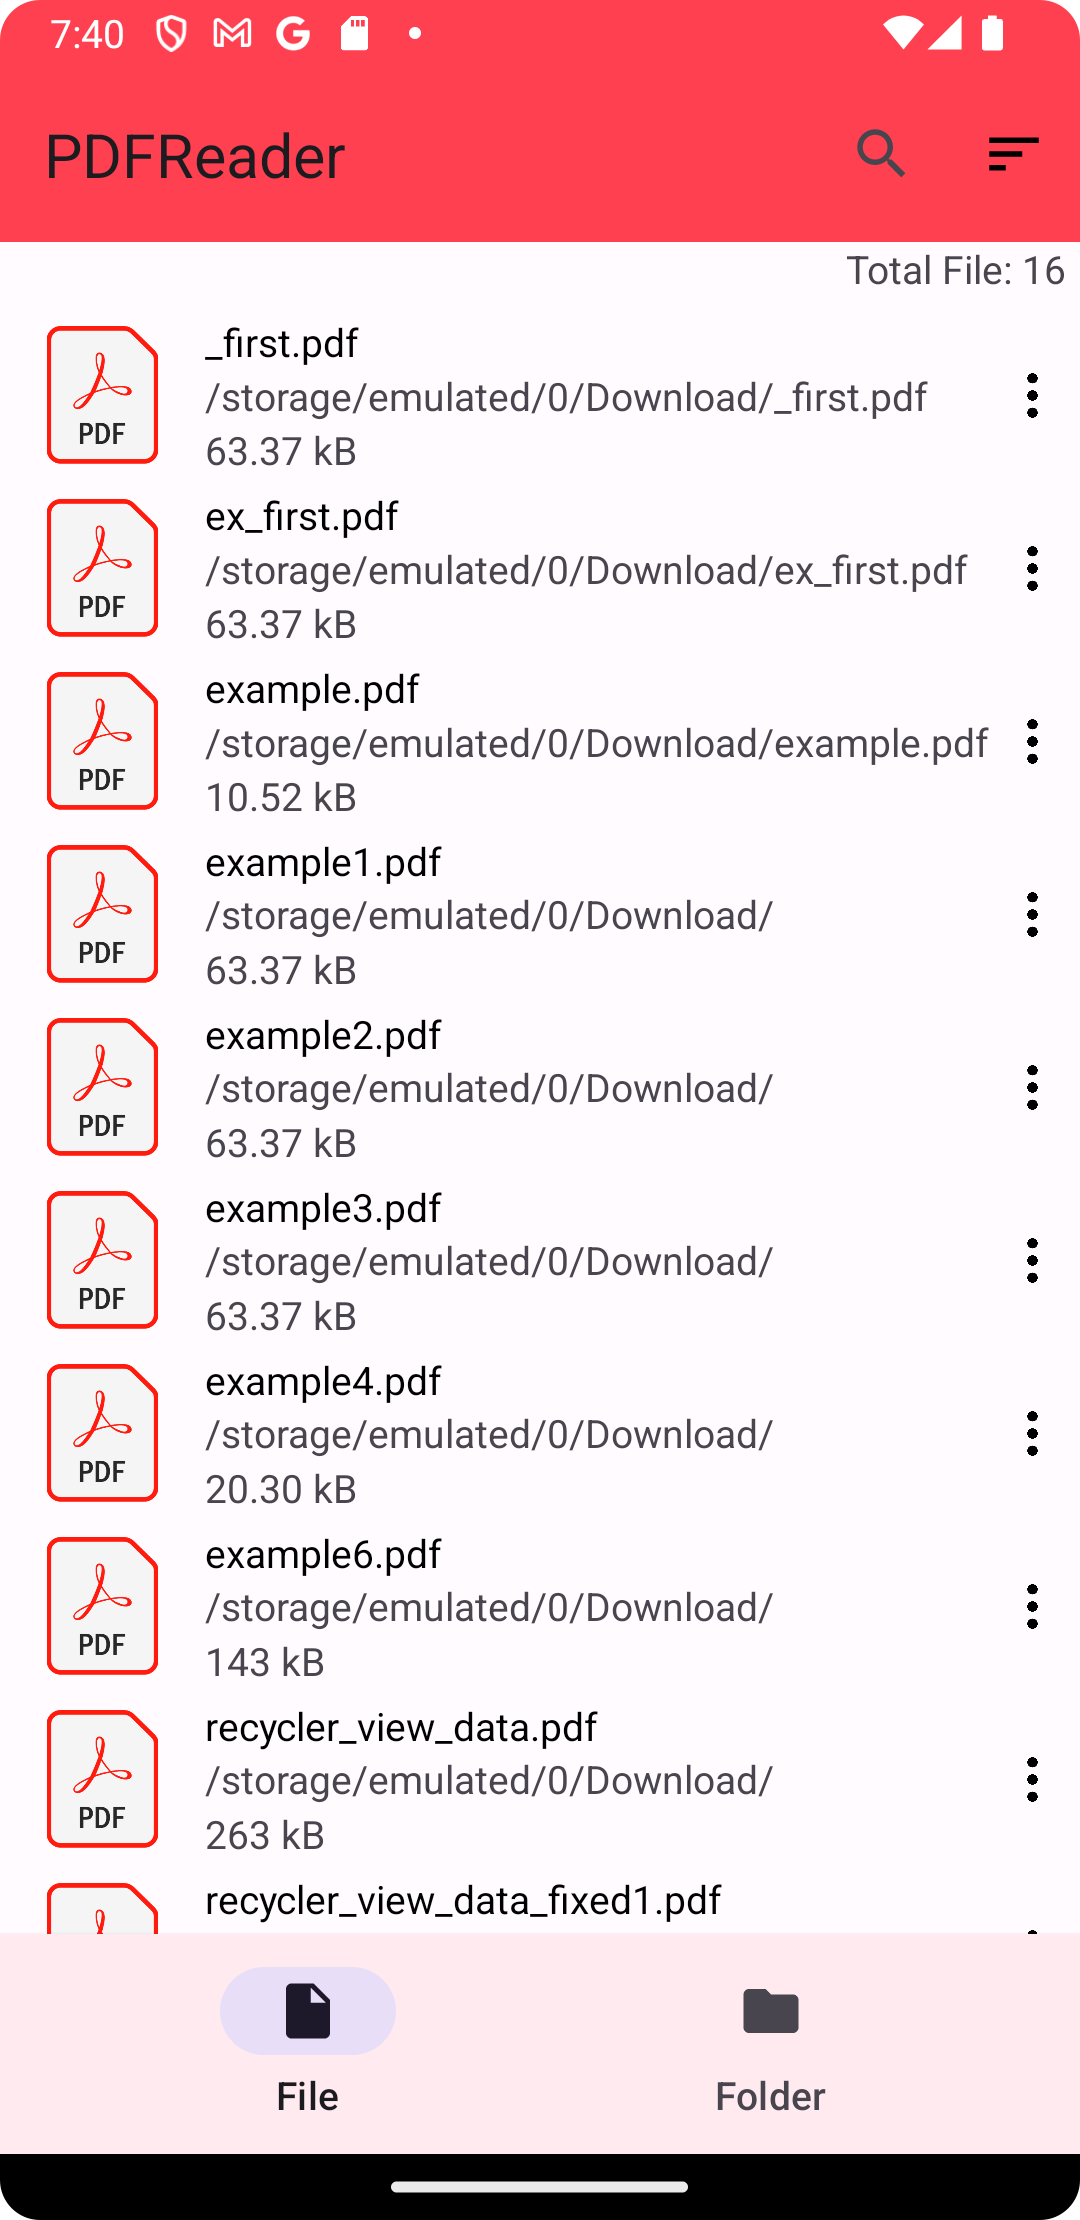 7:40
PDFReader
Total File: 16
_first.pdf
/storage/emulated/0/Download/_first.pdf
63.37 kB
PDF
ex_first.pdf
/storage/emulated/0/Download/ex_first.pdf
63.37 kB
PDF
example.pdf
/storage/emulated/0/Download/example.pdf
10.52 kB
PDF
example1.pdf
/storage/emulated/0/Download/
63.37 kB
PDF
example2.pdf
/storage/emulated/0/Download/
63.37 kB
PDF
example3.pdf
/storage/emulated/0/Download/
63.37 kB
PDF
example4.pdf
/storage/emulated/0/Download/
20.30 kB
PDF
example6.pdf
/storage/emulated/0/Download/
143 kB
PDF
recycler_view_data.pdf
/storage/emulated/0/Download/
263 kB
PDF
recycler_view_data_fixed1.pdf
File
Folder